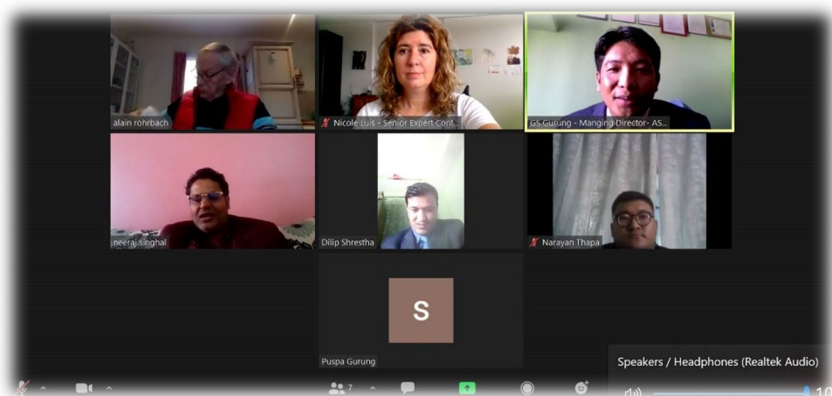 alain rohrbach
Nicole Luis - Senior Expert Cont...
GS Gurung - Manging Director- AS...
neeraj singhal
Dilip Shrestha
Narayan Thapa
S
Puspa Gurung
Speakers / Headphones (Realtek Audio)
7